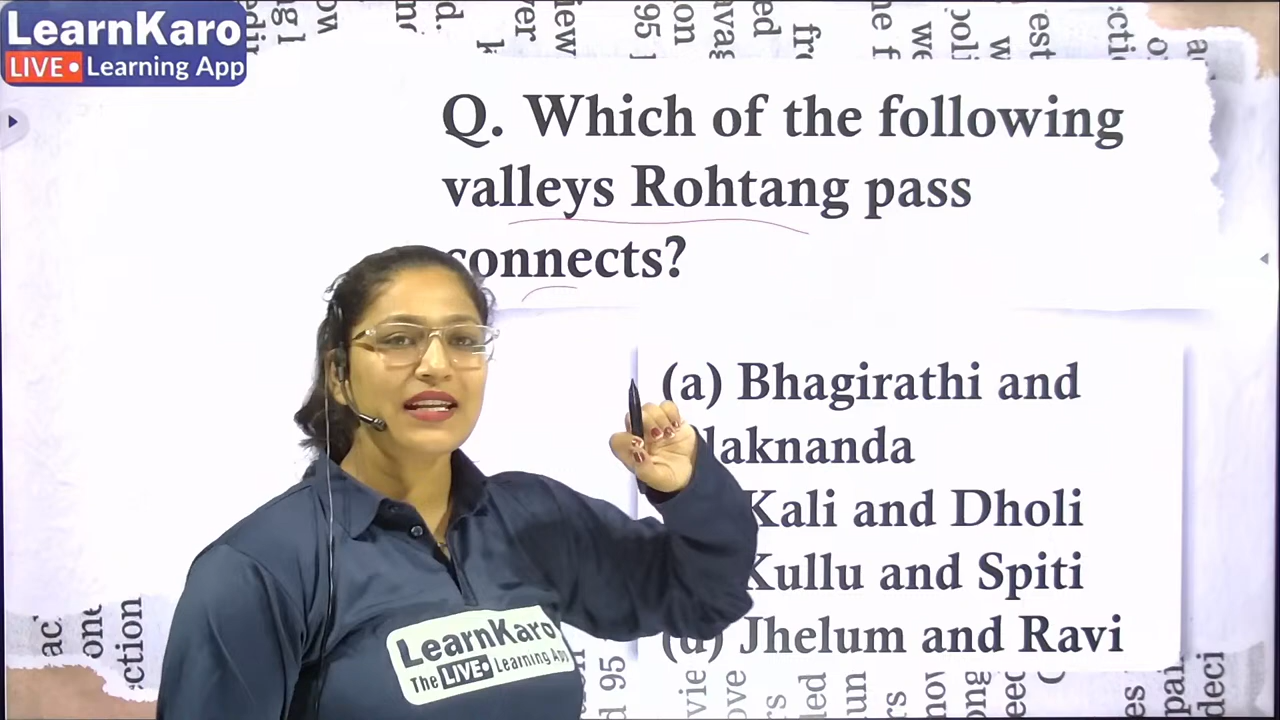 LearnKaro
LIVE • Learning App
Q. Which of the following
valleys Rohtang pass
connects?
(a) Bhagirathi and
laknanda
Kali and Dholi
Kullu and Spiti
(d) Jhelum and Ravi
LearnKaro
The LIVE• Learning App